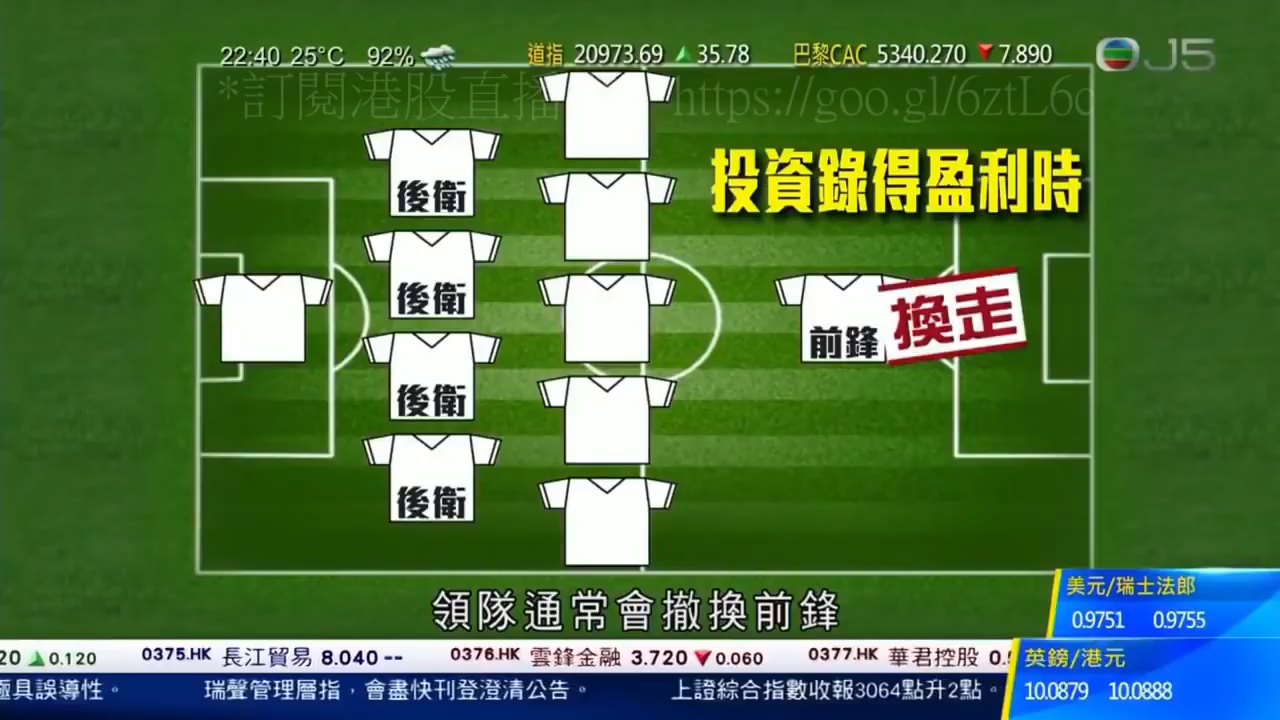 22:40 25°C 92% 道指 20973.69 35.78 巴黎CAC 5340.270 7.890 J5
*訂閱港股直播 https://goo.gl/6ztL6c
投資錄得盈利時
後衛
後衛
前鋒 換走
後衛
後衛
領隊通常會撤換前鋒
美元/瑞士法郎
0.9751 0.9755
20 0.120 0375.HK 長江貿易 8.040 -- 0376.HK 雲鋒金融 3.720 0.060 0377.HK 華君控股
英鎊/港元
具誤導性。 瑞聲管理層指，會盡快刊登澄清公告。 上證綜合指數收報3064點升2點。
10.0879 10.0888